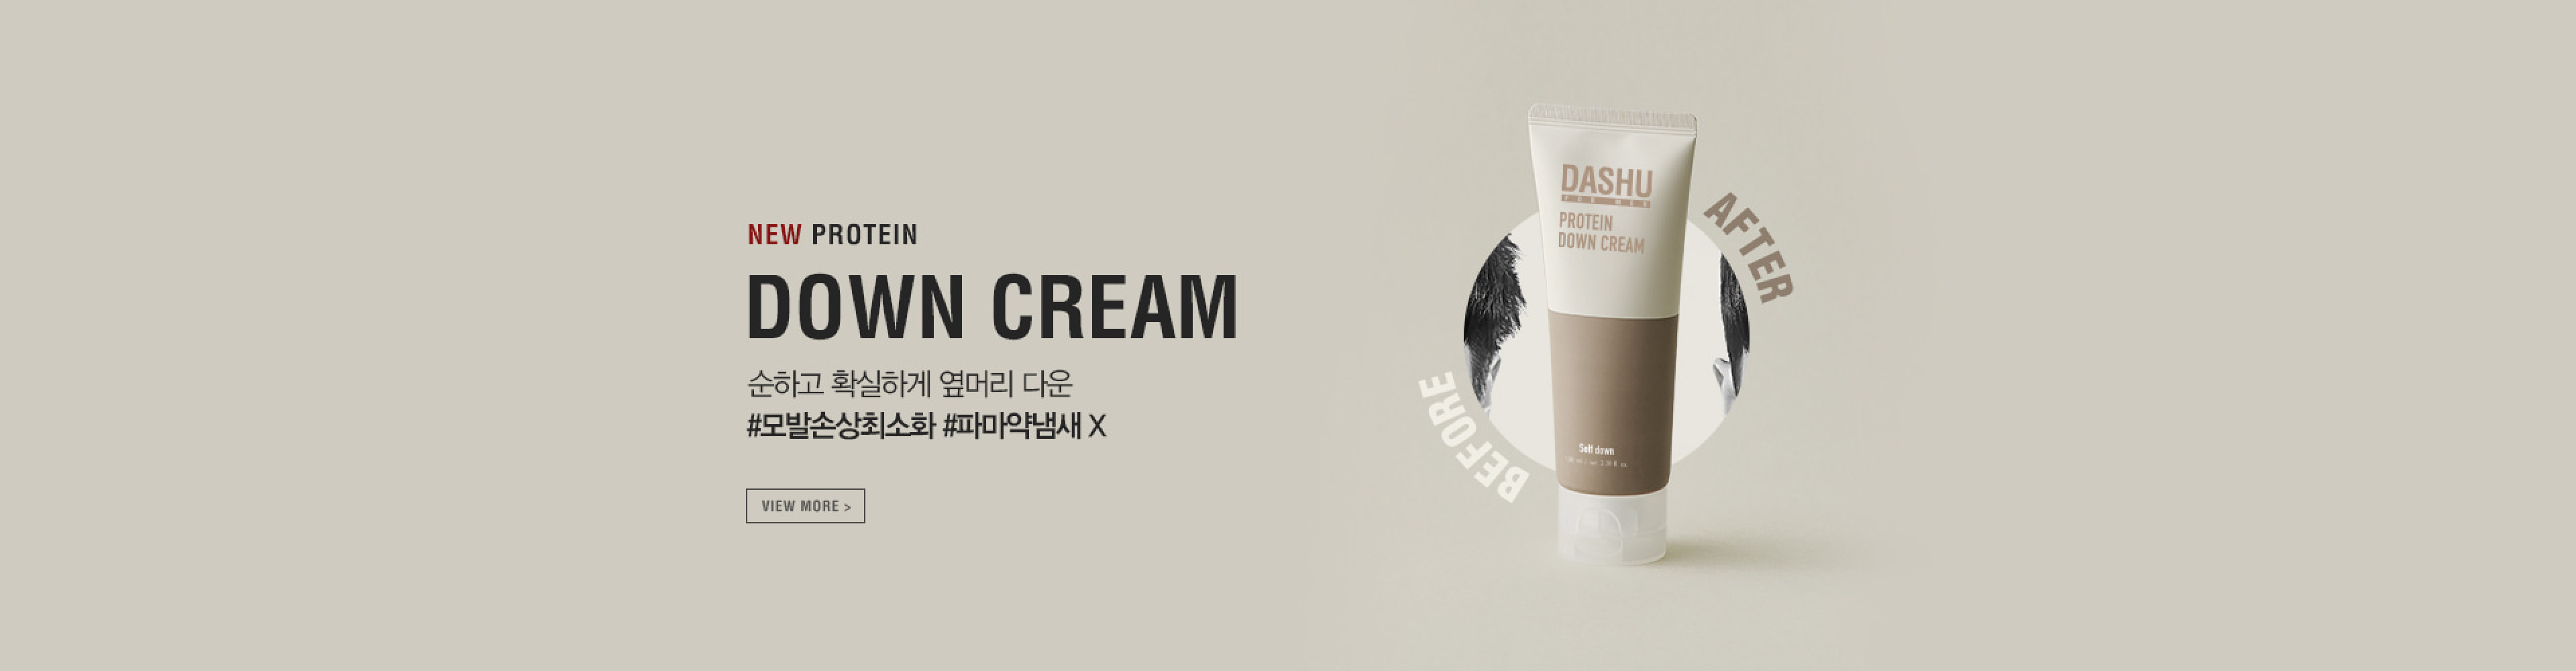 NEW PROTEIN
DOWN CREAM
순하고 확실하게 옆머리 다운
#모발손상최소화 #파마약냄새 X
VIEW MORE >
DASHU
FOR MEN
PROTEIN
DOWN CREAM
Self down
BEFORE
AFTER